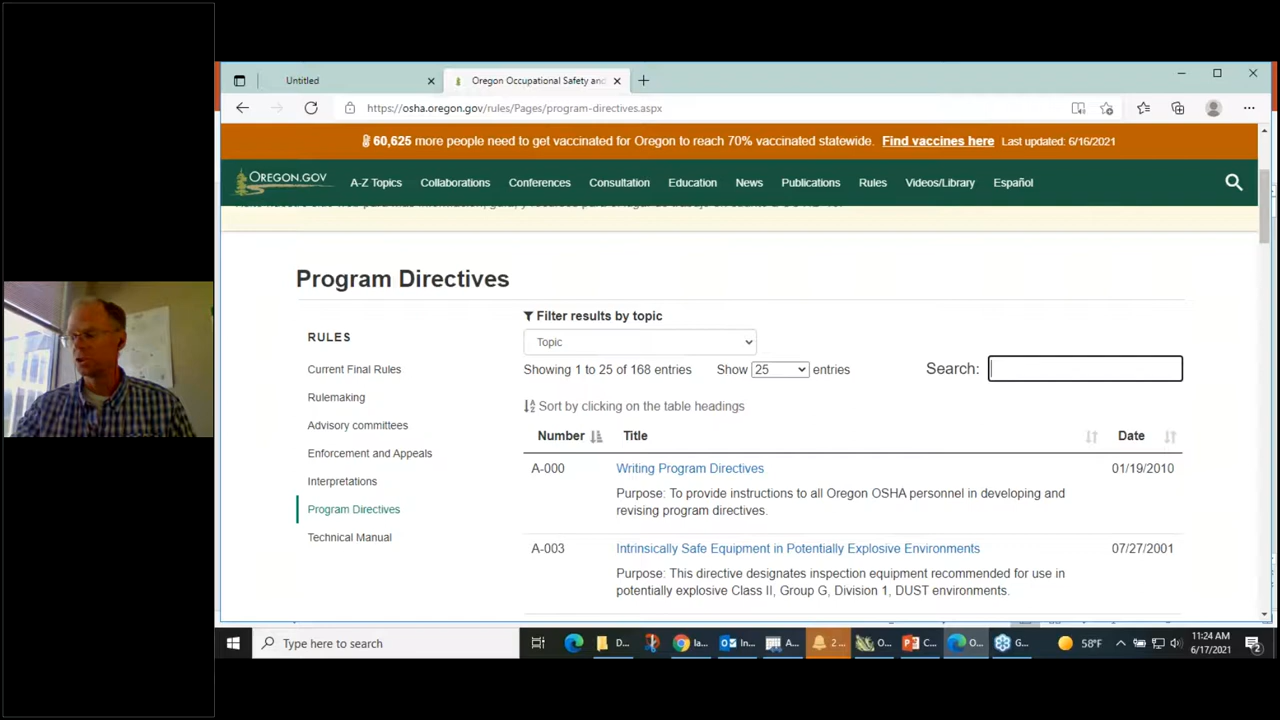 Untitled
Oregon Occupational Safety and
https://osha.oregon.gov/rules/Pages/program-directives.aspx
60,625 more people need to get vaccinated for Oregon to reach 70% vaccinated statewide. Find vaccines here Last updated: 6/16/2021
OREGON.GOV
A-Z Topics Collaborations Conferences Consultation Education News Publications Rules Videos/Library Español
Program Directives
RULES
Current Final Rules
Rulemaking
Advisory committees
Enforcement and Appeals
Interpretations
Program Directives
Technical Manual
Filter results by topic
Topic
Showing 1 to 25 of 168 entries Show 25 entries Search:
Sort by clicking on the table headings
Number Title Date
A-000 Writing Program Directives 01/19/2010
Purpose: To provide instructions to all Oregon OSHA personnel in developing and
revising program directives.
A-003 Intrinsically Safe Equipment in Potentially Explosive Environments 07/27/2001
Purpose: This directive designates inspection equipment recommended for use in
potentially explosive Class II, Group G, Division 1, DUST environments.
Type here to search D... la... In... A... 2... O... C... O... G... 58°F 11:24 AM
6/17/2021
2